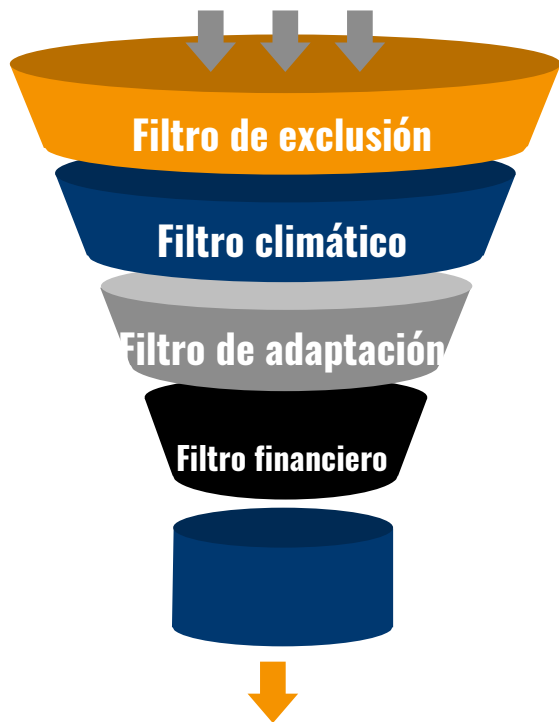 Filtro de exclusión
Filtro climático
Filtro de adaptación
Filtro financiero